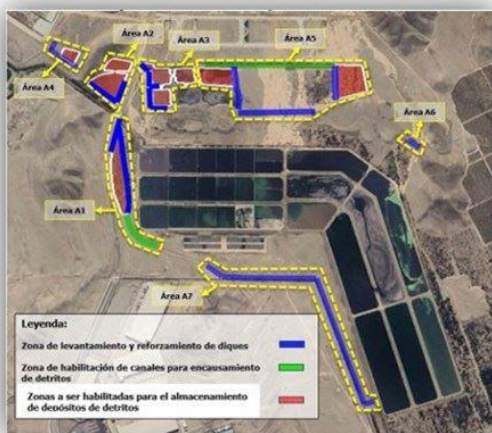 Área A2
Área A3
Área A5
Área A4
Área A6
Área A1
Área A7
Leyenda:
Zona de levantamiento y reforzamiento de diques
Zona de habilitación de canales para encausamiento
de detritos
Zonas a ser habilitadas para el almacenamiento
de depósitos de detritos